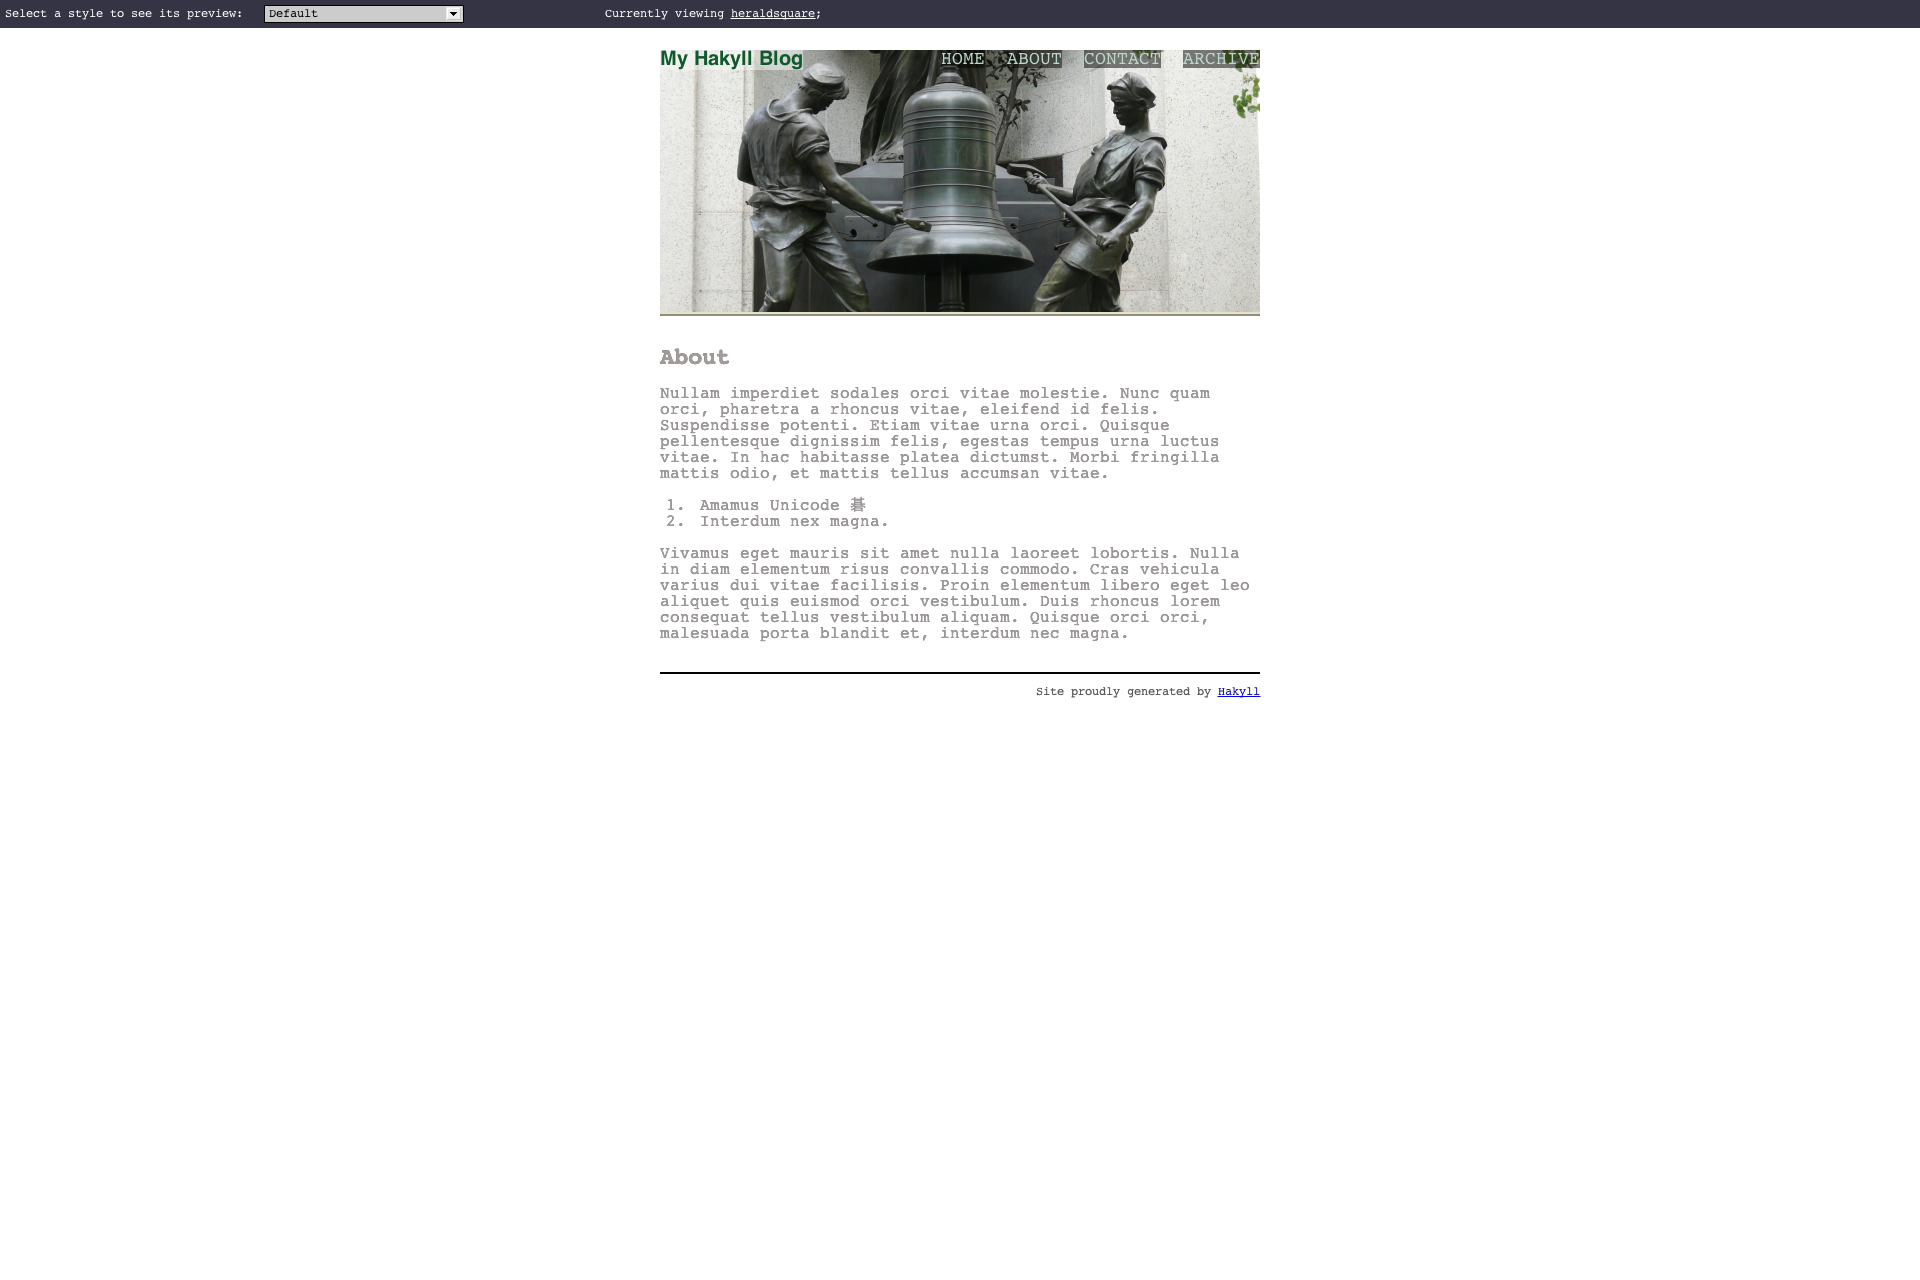 Select a style to see its preview: Default Currently viewing heraldsquare;
My Hakyll Blog HOME ABOUT CONTACT ARCHIVE
About
Nullam imperdiet sodales orci vitae molestie. Nunc quam
orci, pharetra a rhoncus vitae, eleifend id felis.
Suspendisse potenti. Etiam vitae urna orci. Quisque
pellentesque dignissim felis, egestas tempus urna luctus
vitae. In hac habitasse platea dictumst. Morbi fringilla
mattis odio, et mattis tellus accumsan vitae.
1. Amamus Unicode 碁
2. Interdum nex magna.
Vivamus eget mauris sit amet nulla laoreet lobortis. Nulla
in diam elementum risus convallis commodo. Cras vehicula
varius dui vitae facilisis. Proin elementum libero eget leo
aliquet quis euismod orci vestibulum. Duis rhoncus lorem
consequat tellus vestibulum aliquam. Quisque orci orci,
malesuada porta blandit et, interdum nec magna.
Site proudly generated by Hakyll